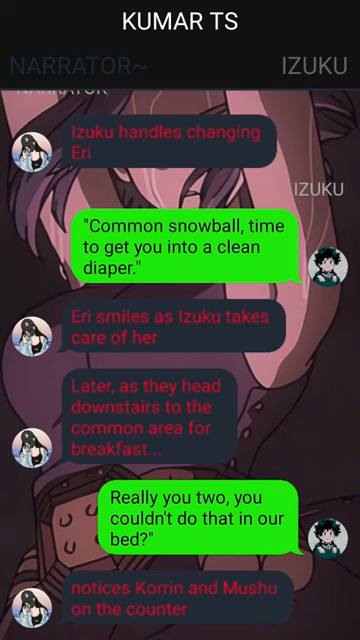 KUMAR TS
NARRATOR~
IZUKU
NARRATOR
Izuku handles changing
Eri
IZUKU
"Common snowball, time
to get you into a clean
diaper."
Eri smiles as Izuku takes
care of her
Later, as they head
downstairs to the
common area for
breakfast...
Really you two, you
couldn't do that in our
bed?"
notices Korrin and Mushu
on the counter